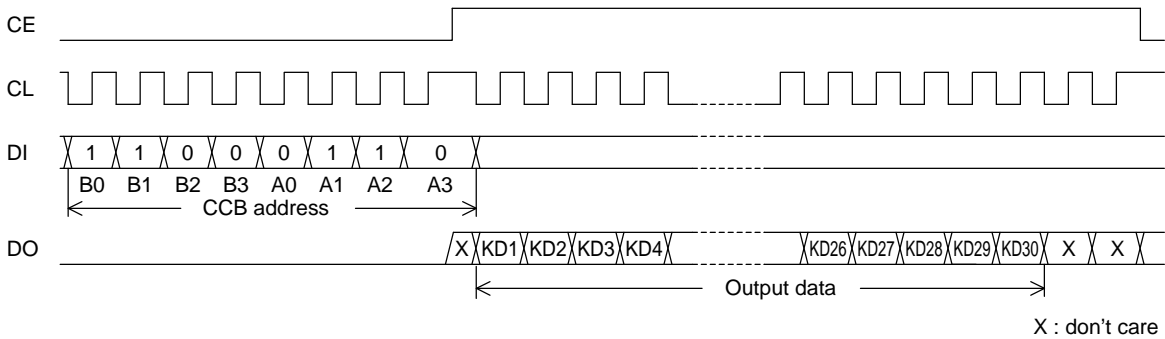 CE
CL
DI 1 1 0 0 0 1 1 0
B0 B1 B2 B3 A0 A1 A2 A3
CCB address
DO X KD1 KD2 KD3 KD4 KD26 KD27 KD28 KD29 KD30 X X
Output data
X : don't care